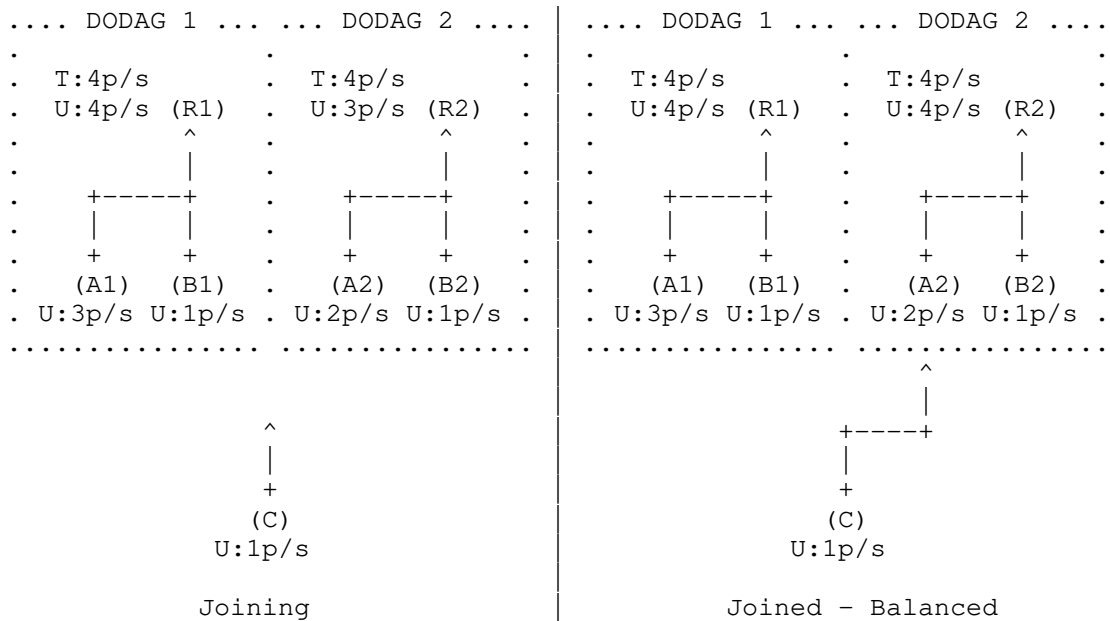 .... DODAG 1 ... ... DODAG 2 .... | .... DODAG 1 ... ... DODAG 2 ....
.               .               . | .               .               .
.  T:4p/s       .  T:4p/s       . | .  T:4p/s       .  T:4p/s       .
.  U:4p/s (R1)  .  U:3p/s (R2)  . | .  U:4p/s (R1)  .  U:4p/s (R2)  .
.          ^    .          ^    . | .          ^    .          ^    .
.          |    .          |    . | .          |    .          |    .
.    +-----+    .    +-----+    . | .    +-----+    .    +-----+    .
.    |     |    .    |     |    . | .    |     |    .    |     |    .
.    +     +    .    +     +    . | .    +     +    .    +     +    .
.   (A1)  (B1)  .   (A2)  (B2)  . | .   (A1)  (B1)  .   (A2)  (B2)  .
. U:3p/s U:1p/s . U:2p/s U:1p/s . | . U:3p/s U:1p/s . U:2p/s U:1p/s .
................ ................ | ................ ................
                                  |                      ^
                                  |                      |
                ^                 |                 +----+
                |                 |                 |
                +                 |                 +
               (C)                |                (C)
             U:1p/s               |              U:1p/s
            Joining               |          Joined - Balanced